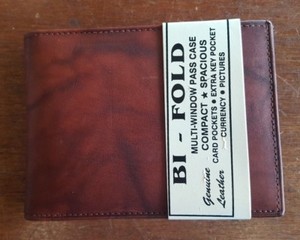 BI - FOLD
MULTI-WINDOW PASS CASE
COMPACT ★ SPACIOUS
CARD POCKETS ● EXTRA KEY POCKET
CURRENCY ● PICTURES
Genuine
Leather